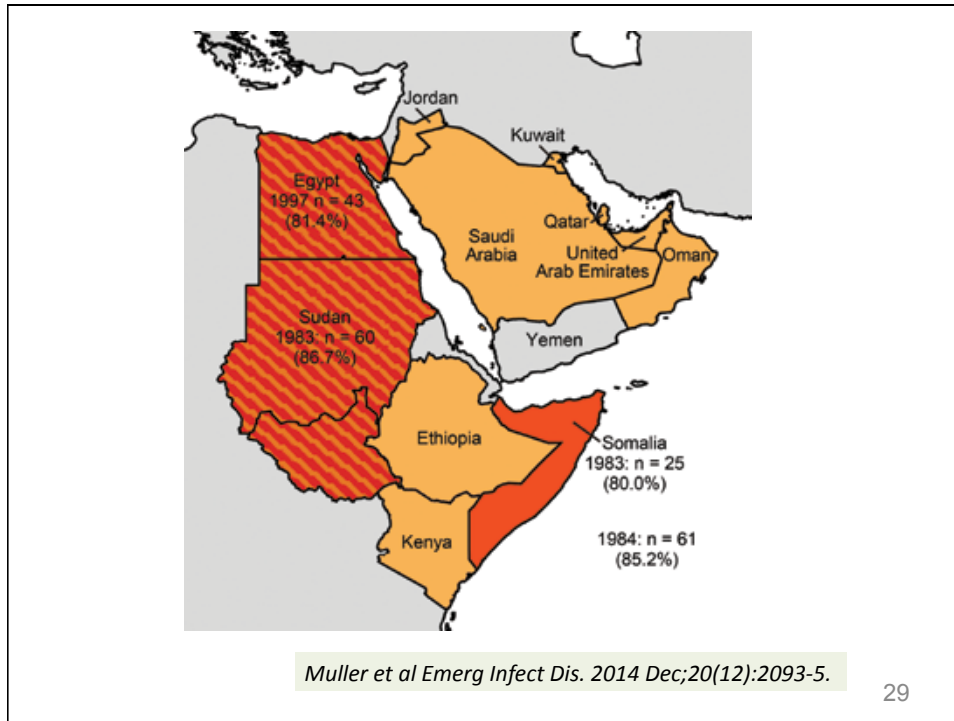 Jordan
Kuwait
Egypt
1997 n = 43
(81.4%)
Qatar
Saudi
Arabia
United
Arab Emirates
Oman
Sudan
1983: n = 60
(86.7%)
Yemen
Ethiopia
Somalia
1983: n = 25
(80.0%)
Kenya
1984: n = 61
(85.2%)
Muller et al Emerg Infect Dis. 2014 Dec;20(12):2093-5.
29